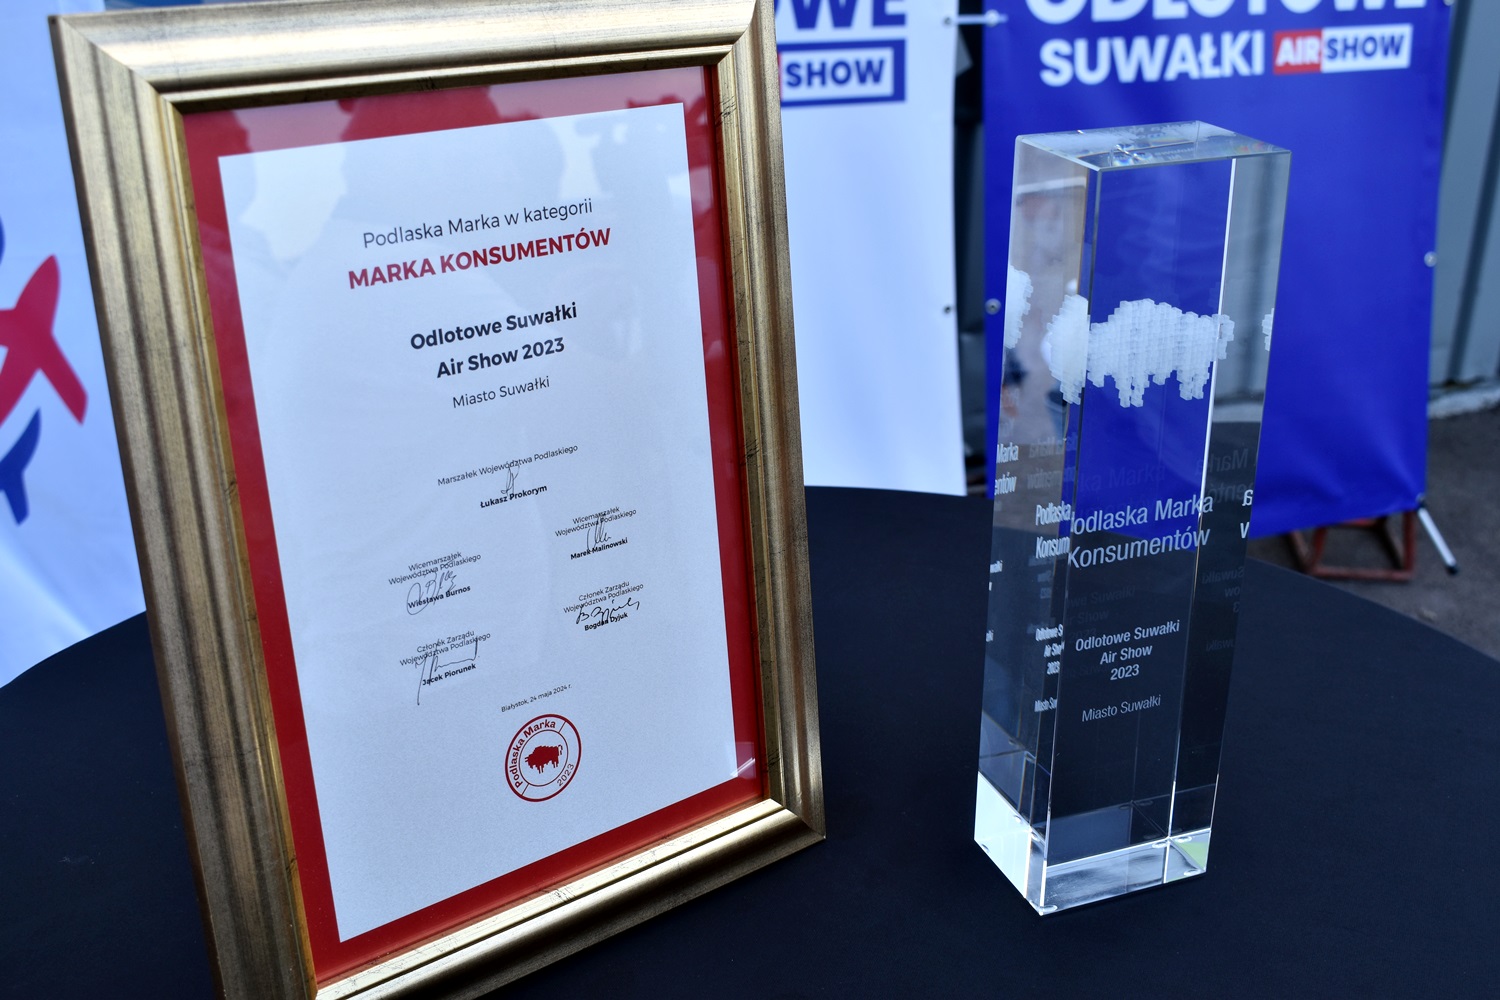 Podlaska Marka w kategorii
MARKA KONSUMENTÓW
Odlotowe Suwałki
Air Show 2023
Miasto Suwałki
Marszałek Województwa Podlaskiego
Łukasz Prokorym
Wicemarszałek
Województwa Podlaskiego
Marek Malinowski
Wicemarszałek
Województwa Podlaskiego
Wiesława Burnos
Członek Zarządu
Województwa Podlaskiego
Bogdan Dyjuk
Członek Zarządu
Województwa Podlaskiego
Jacek Piorunek
Białystok, 24 maja 2024 r.
Podlaska Marka
2023
SHOW
ODLOTOWE
SUWAŁKI AIR SHOW
Podlaska Marka
Konsumentów
Odlotowe Suwałki
Air Show
2023
Miasto Suwałki